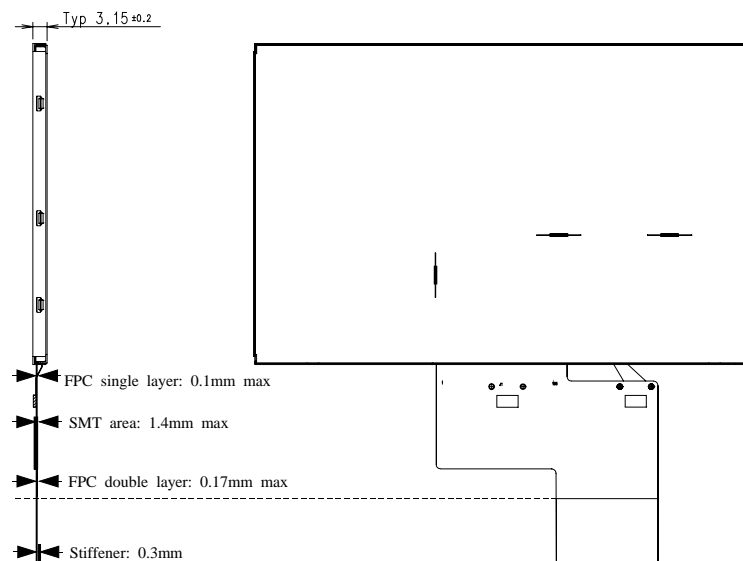 Typ 3.15 ±0.2
FPC single layer: 0.1mm max
SMT area: 1.4mm max
FPC double layer: 0.17mm max
Stiffener: 0.3mm